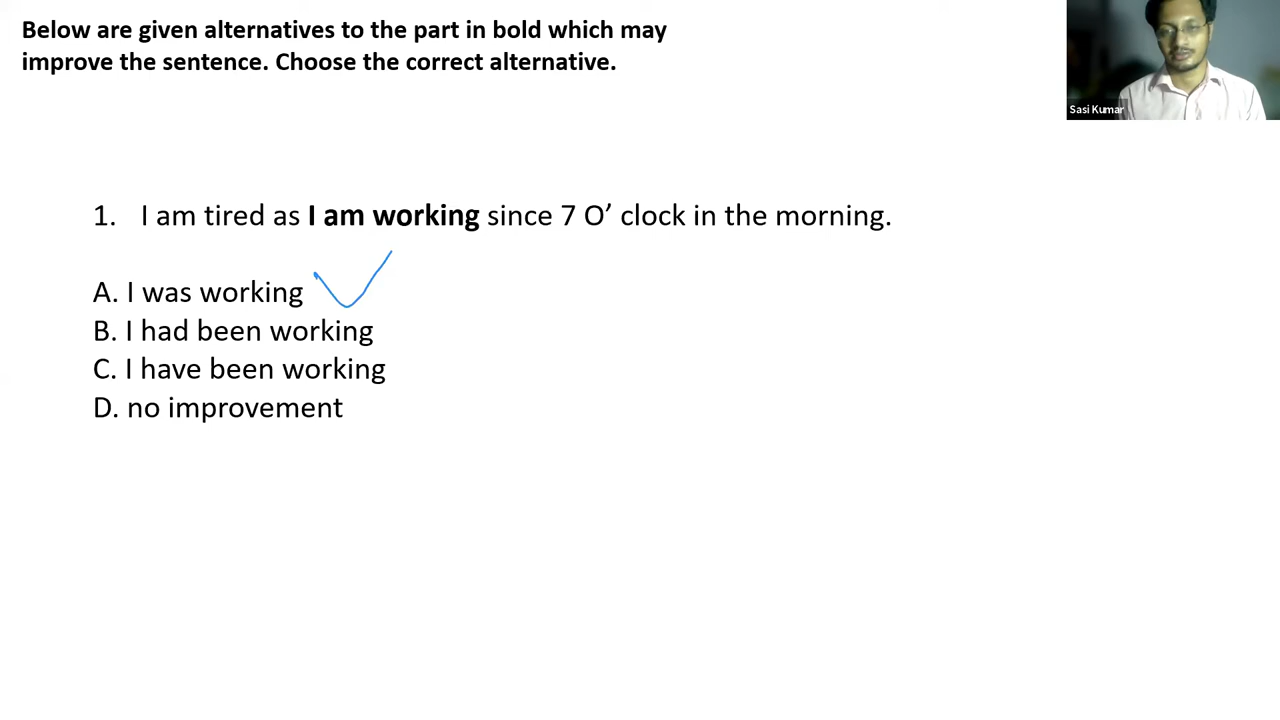 Below are given alternatives to the part in bold which may
improve the sentence. Choose the correct alternative.
Sasi Kumar
1. I am tired as I am working since 7 O’ clock in the morning.
A. I was working
B. I had been working
C. I have been working
D. no improvement